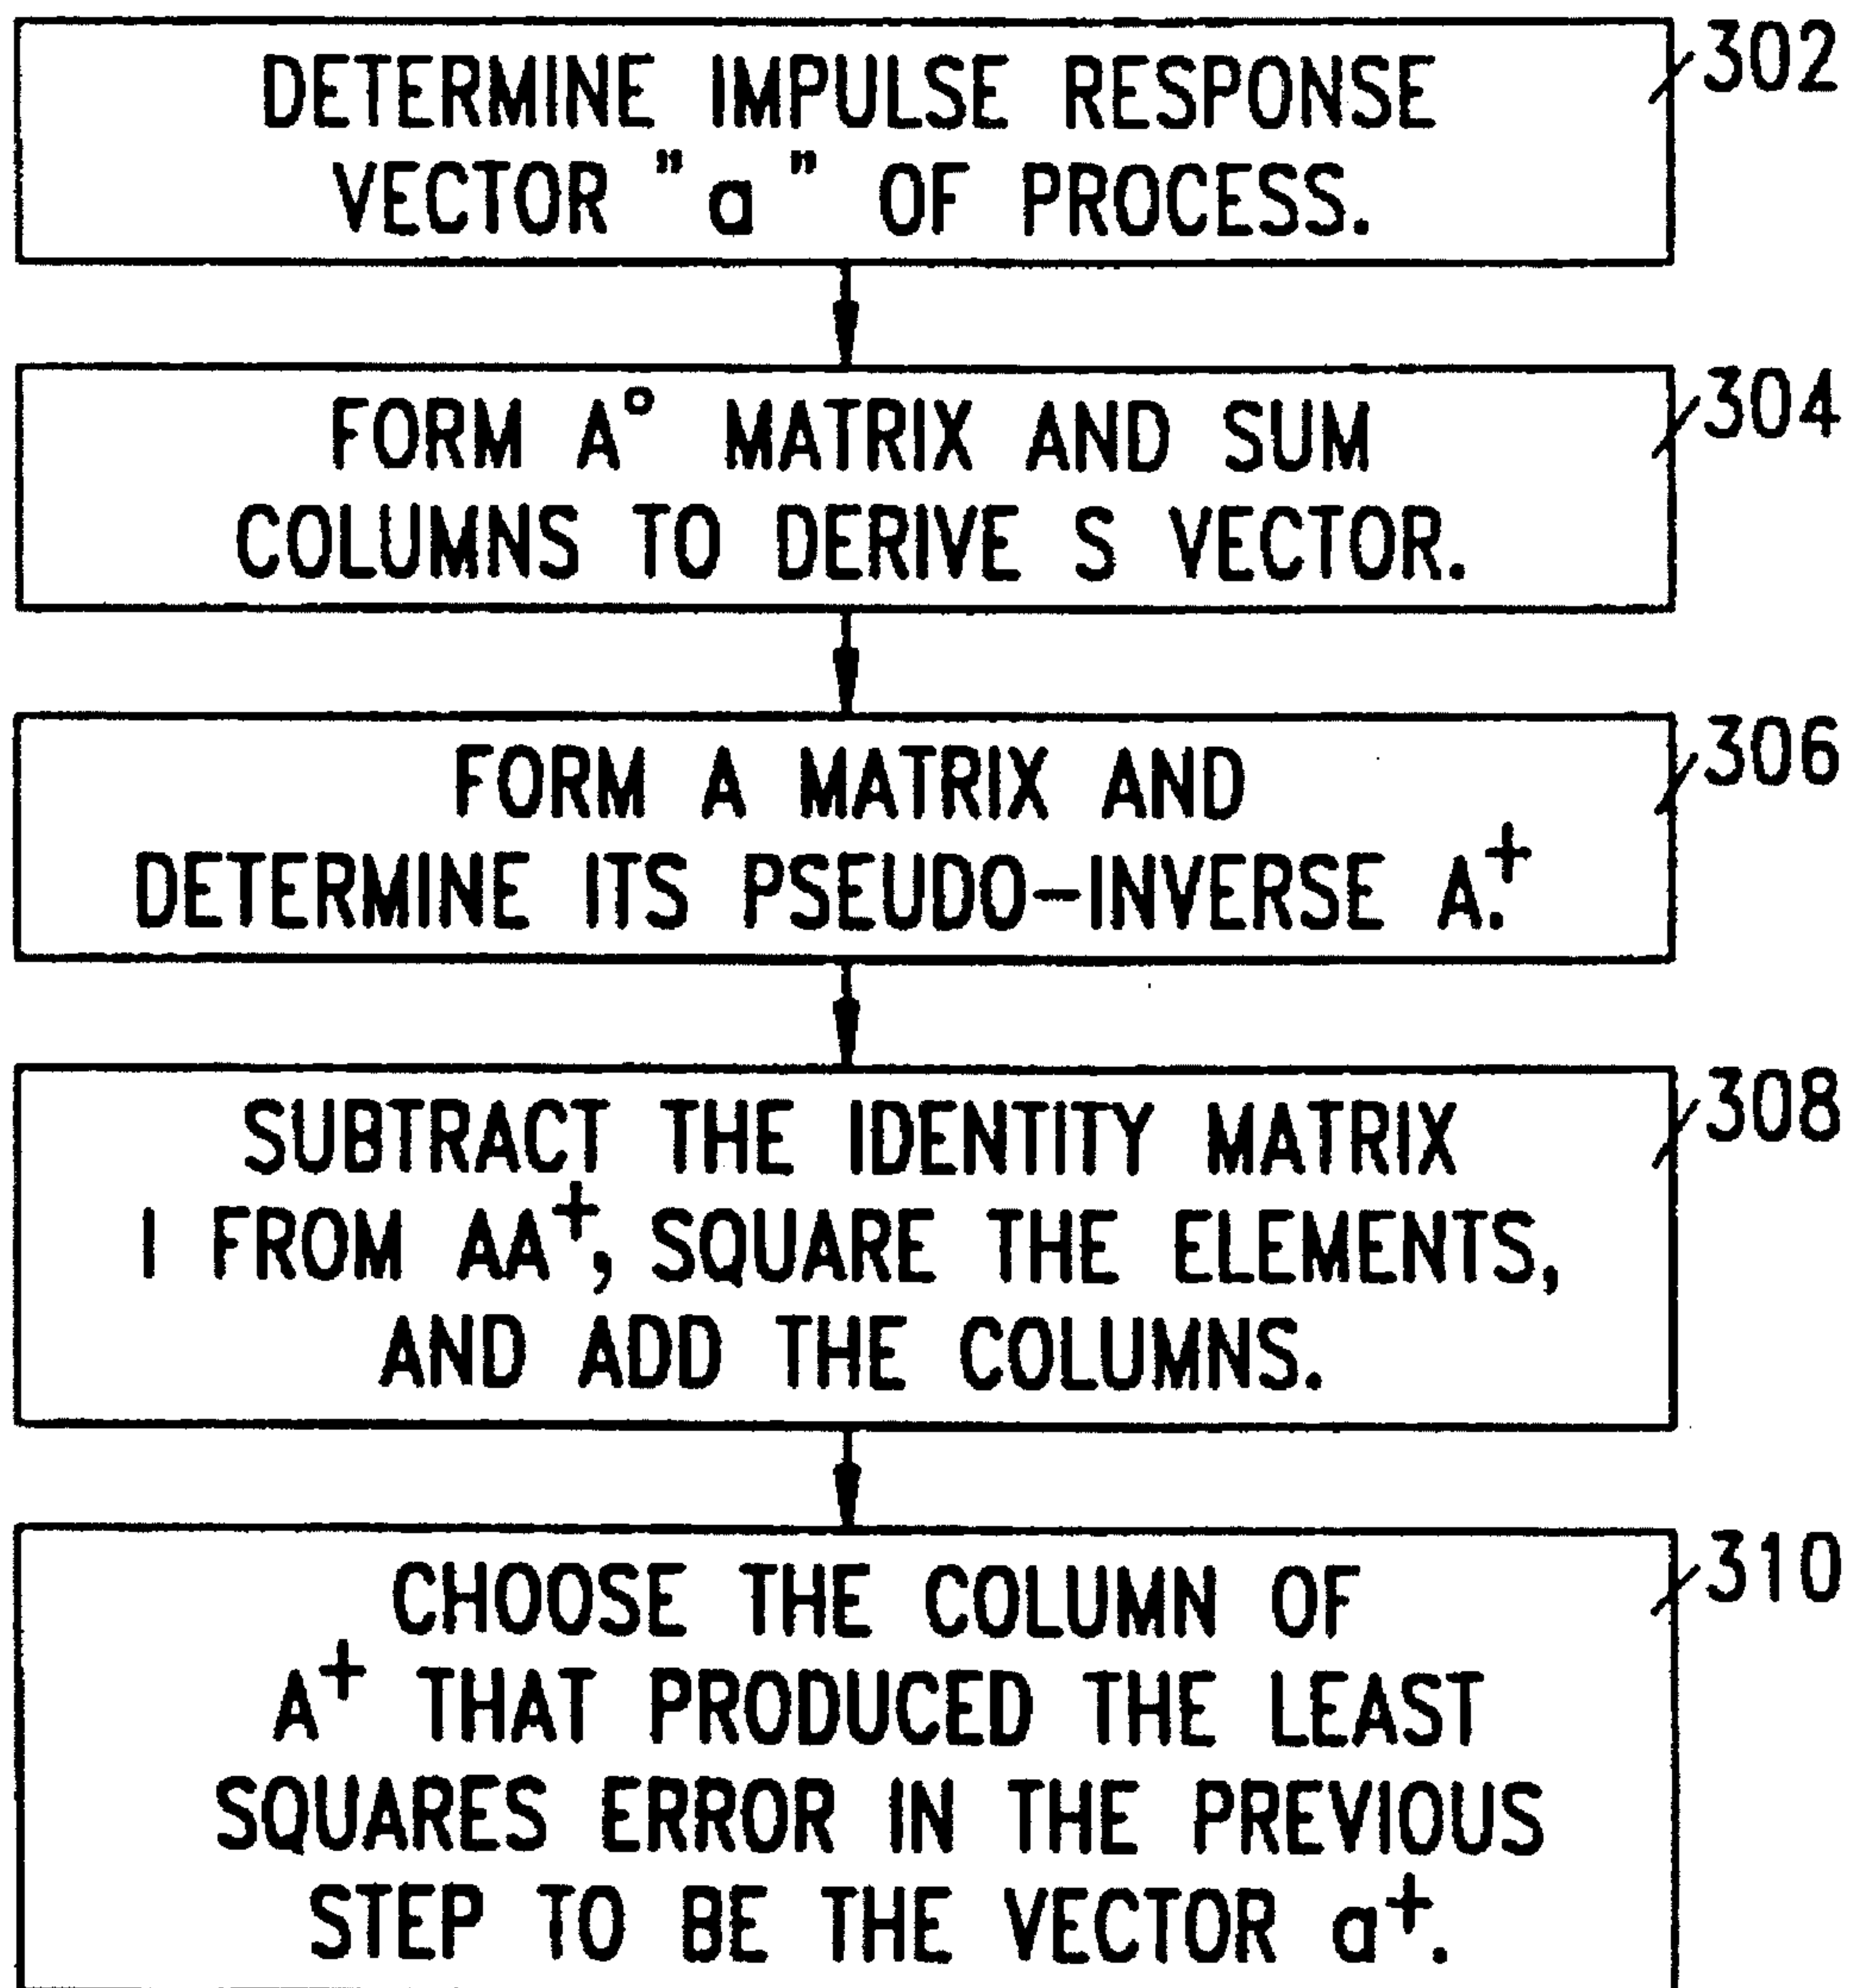 DETERMINE IMPULSE RESPONSE
VECTOR "a" OF PROCESS.
302
FORM A° MATRIX AND SUM
COLUMNS TO DERIVE S VECTOR.
304
FORM A MATRIX AND
DETERMINE ITS PSEUDO-INVERSE A⁺.
306
SUBTRACT THE IDENTITY MATRIX
I FROM AA⁺, SQUARE THE ELEMENTS,
AND ADD THE COLUMNS.
308
CHOOSE THE COLUMN OF
A⁺ THAT PRODUCED THE LEAST
SQUARES ERROR IN THE PREVIOUS
STEP TO BE THE VECTOR a⁺.
310